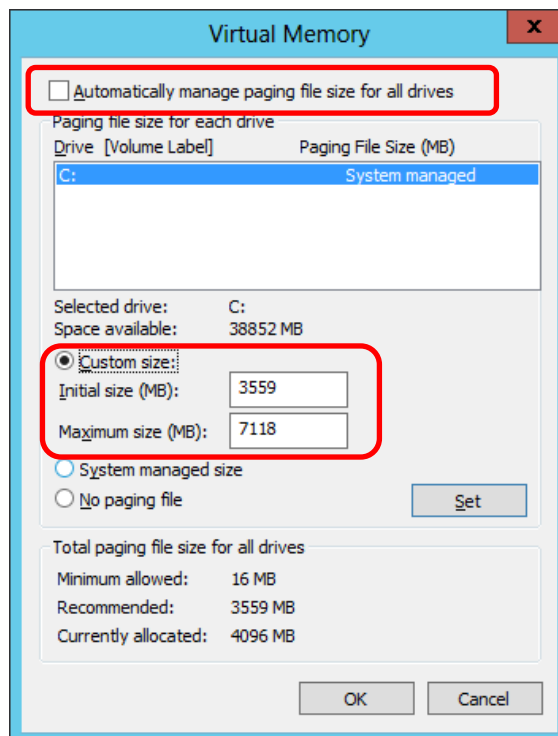 Virtual Memory
x
Automatically manage paging file size for all drives
Paging file size for each drive
Drive [Volume Label] Paging File Size (MB)
C: System managed
Selected drive: C:
Space available: 38852 MB
Custom size:
Initial size (MB): 3559
Maximum size (MB): 7118
System managed size
No paging file Set
Total paging file size for all drives
Minimum allowed: 16 MB
Recommended: 3559 MB
Currently allocated: 4096 MB
OK Cancel